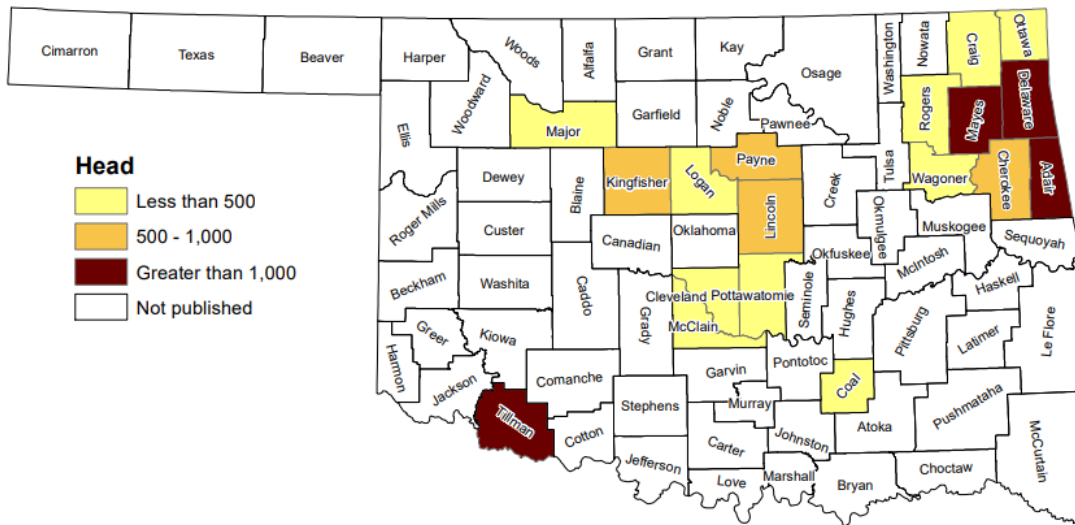 Cimarron
Texas
Beaver
Harper
Woods
Alfalfa
Grant
Kay
Osage
Washington
Nowata
Craig
Ottawa
Woodward
Ellis
Major
Garfield
Noble
Pawnee
Rogers
Mayes
Delaware
Head
Less than 500
500 - 1,000
Greater than 1,000
Not published
Dewey
Blaine
Kingfisher
Logan
Payne
Creek
Tulsa
Wagoner
Cherokee
Adair
Roger Mills
Custer
Canadian
Oklahoma
Lincoln
Okfuskee
Okmulgee
Muskogee
Sequoyah
McIntosh
Haskell
Beckham
Washita
Caddo
Grady
Cleveland
McClain
Pottawatomie
Seminole
Hughes
Pittsburg
Latimer
Le Flore
Greer
Harmon
Kiowa
Jackson
Comanche
Garvin
Pontotoc
Coal
Tillman
Cotton
Stephens
Murray
Johnston
Atoka
Pushmataha
McCurtain
Jefferson
Carter
Love
Marshall
Bryan
Choctaw